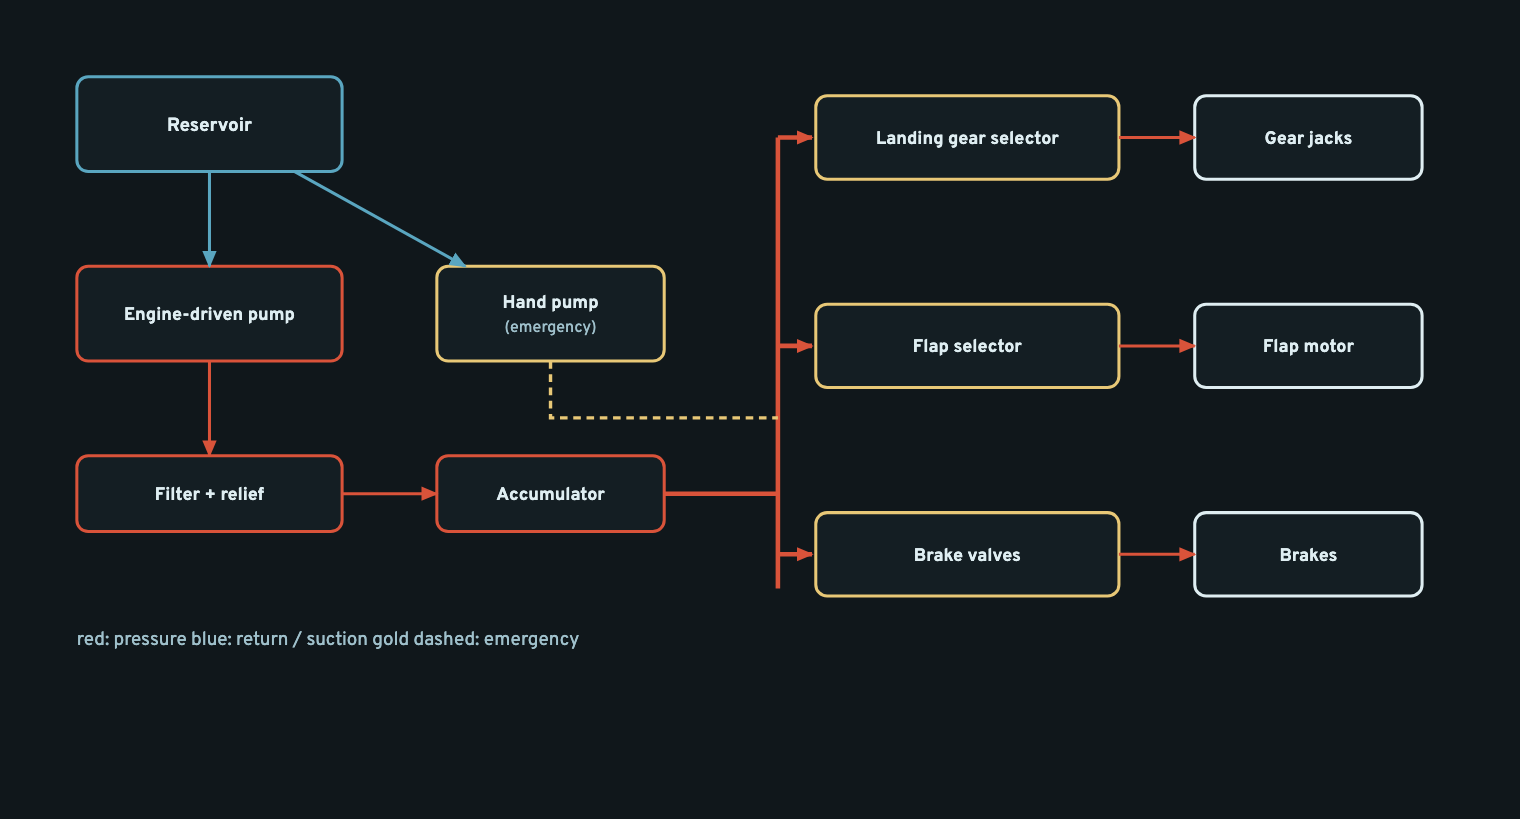 Reservoir
Landing gear selector
Gear jacks
Engine-driven pump
Hand pump
(emergency)
Flap selector
Flap motor
Filter + relief
Accumulator
Brake valves
Brakes
red: pressure blue: return / suction gold dashed: emergency